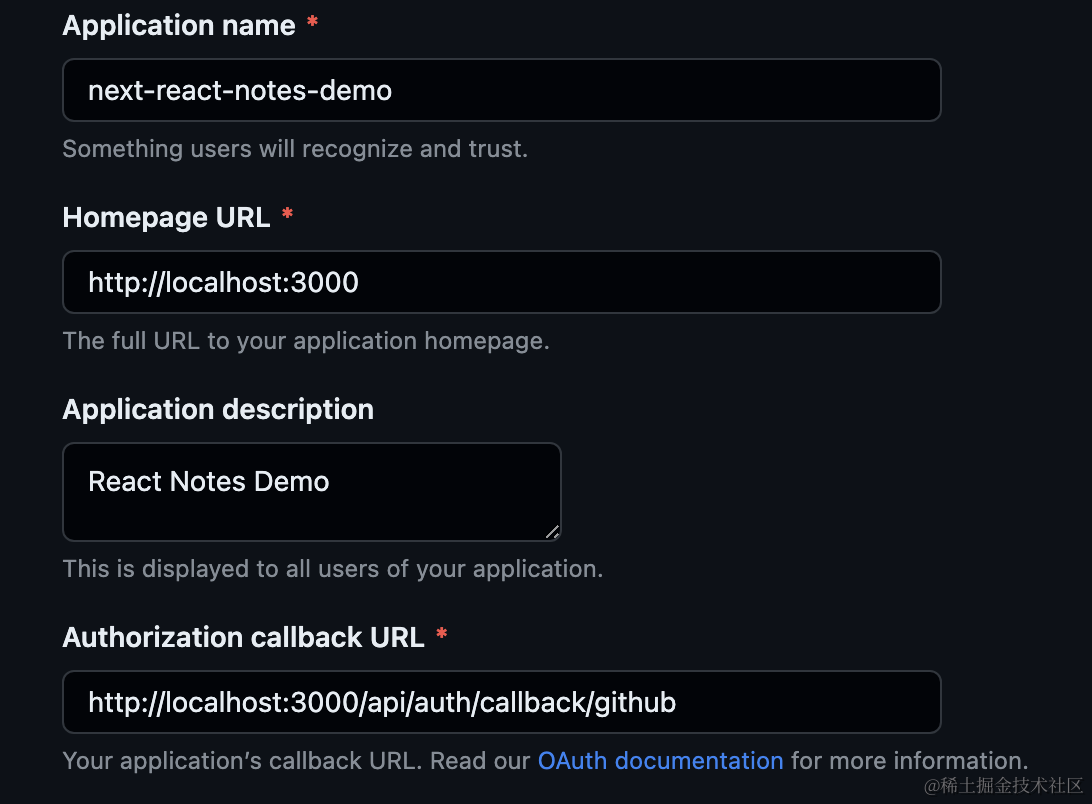 Application name *
next-react-notes-demo
Something users will recognize and trust.
Homepage URL *
http://localhost:3000
The full URL to your application homepage.
Application description
React Notes Demo
This is displayed to all users of your application.
Authorization callback URL *
http://localhost:3000/api/auth/callback/github
Your application’s callback URL. Read our OAuth documentation for more information.
@稀土掘金技术社区